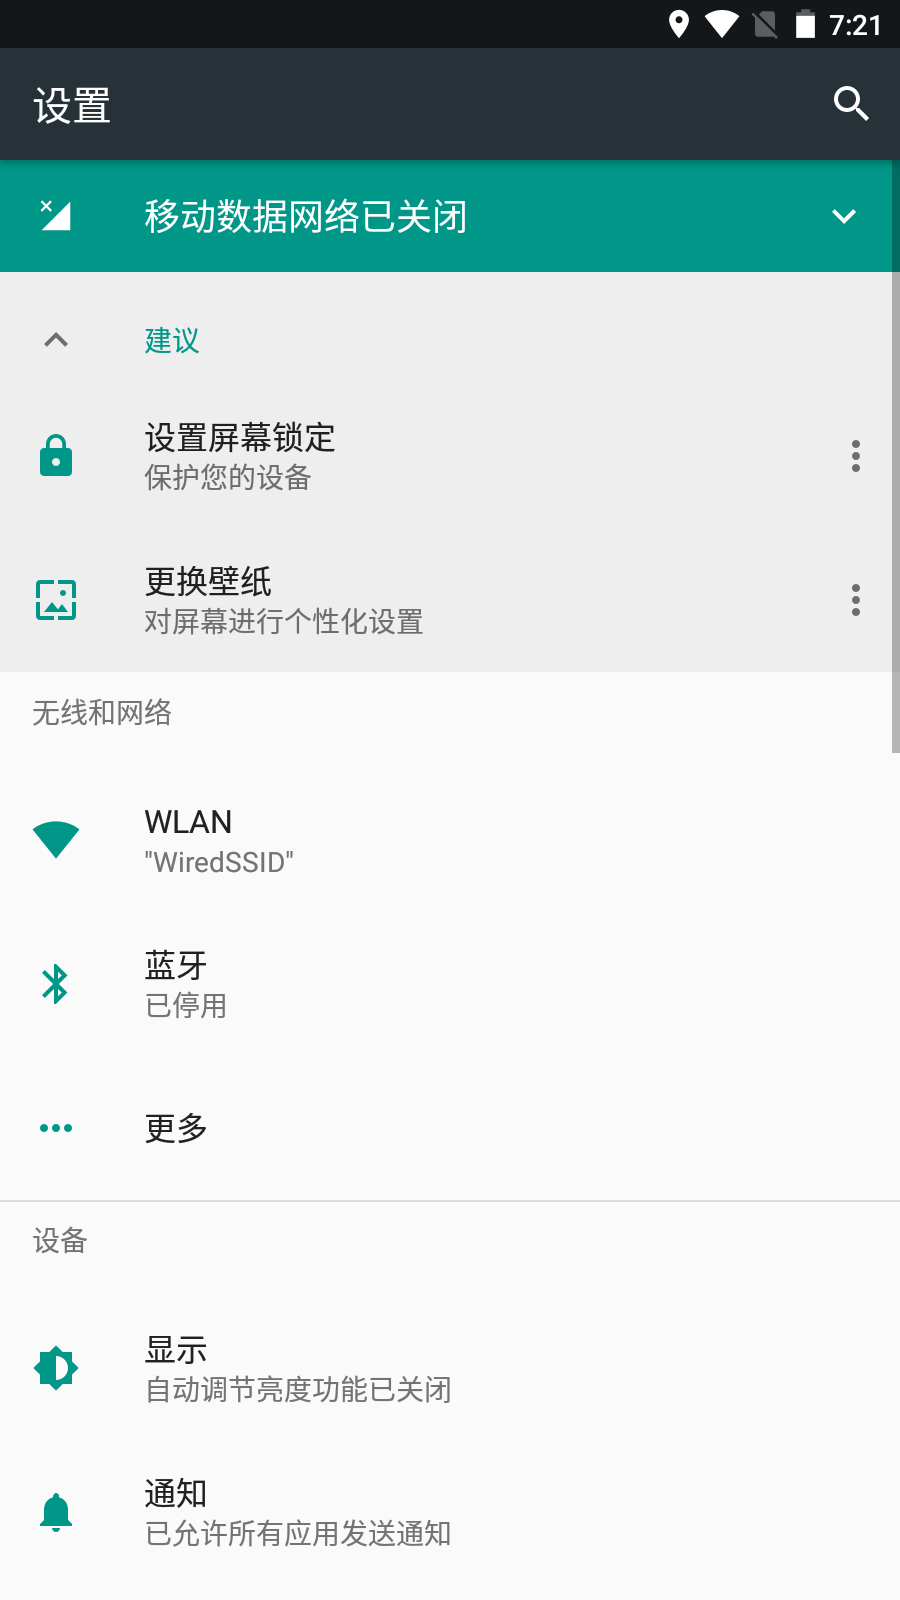 7:21
设置
移动数据网络已关闭
建议
设置屏幕锁定
保护您的设备
更换壁纸
对屏幕进行个性化设置
无线和网络
WLAN
"WiredSSID"
蓝牙
已停用
更多
设备
显示
自动调节亮度功能已关闭
通知
已允许所有应用发送通知